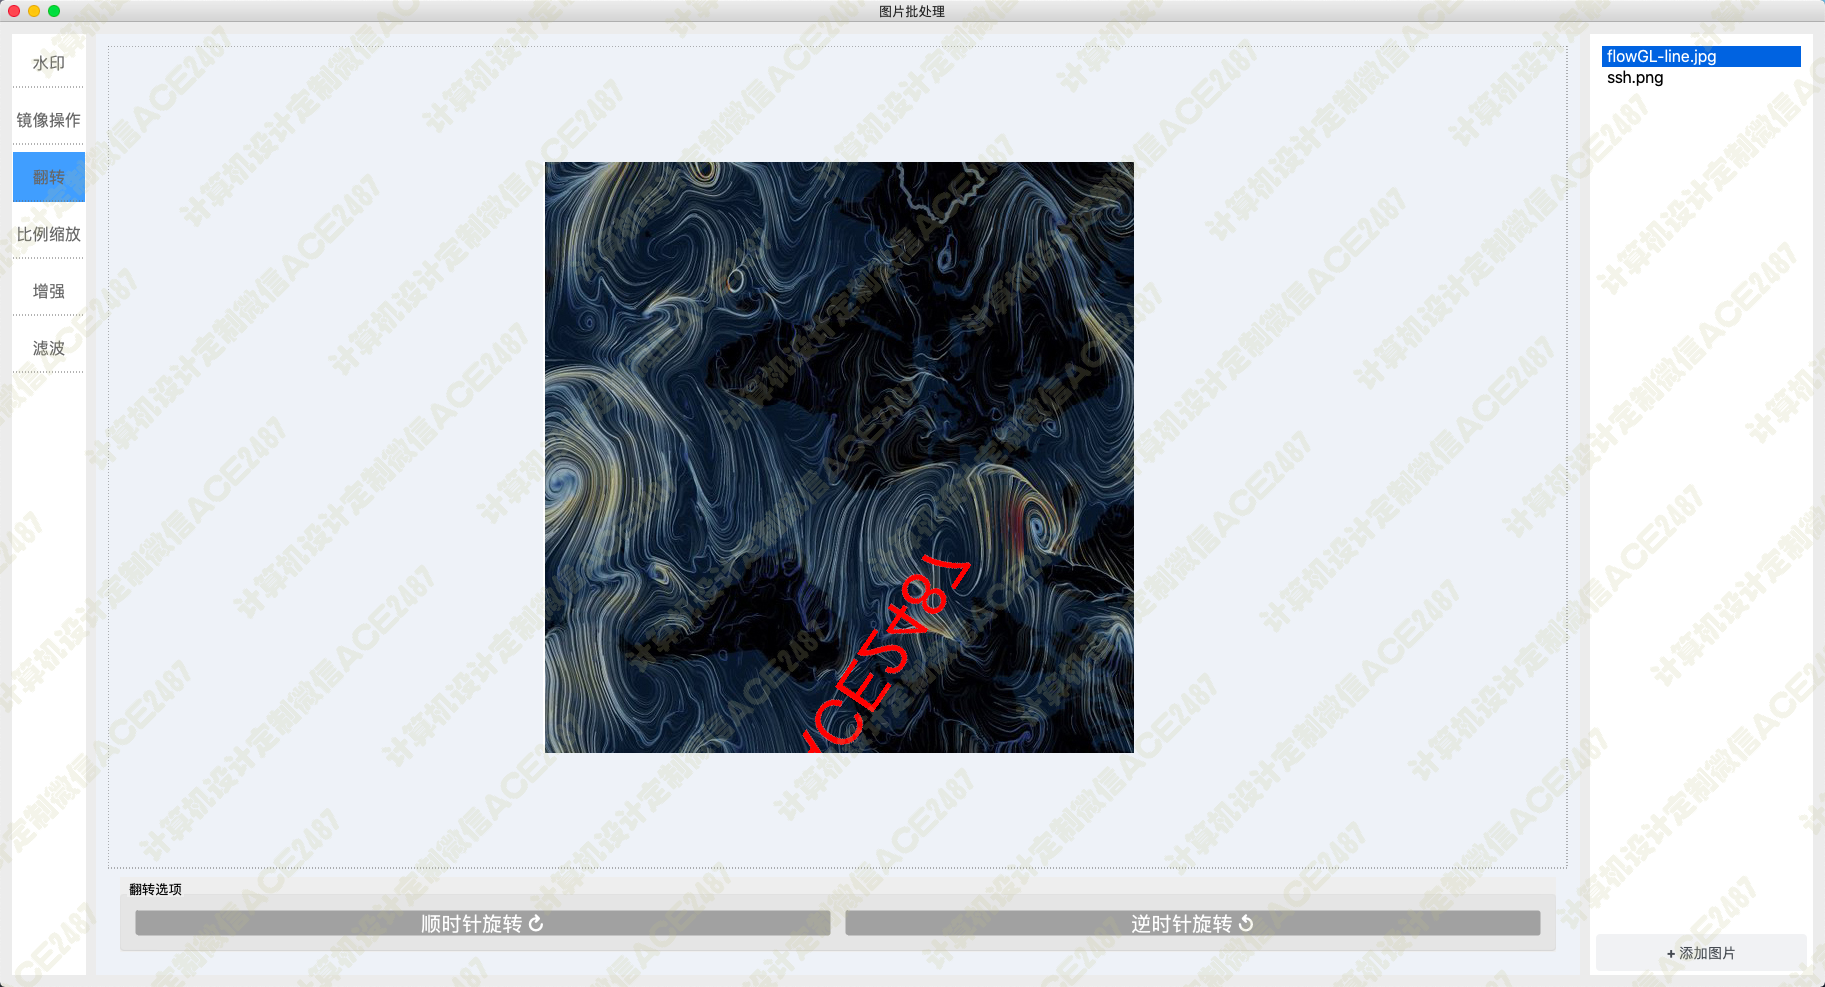 图片批处理
水印
镜像操作
翻转
比例缩放
增强
滤波
flowGL-line.jpg
ssh.png
CES487
翻转选项
顺时针旋转
逆时针旋转
+ 添加图片
计算机设计定制微信ACE2487